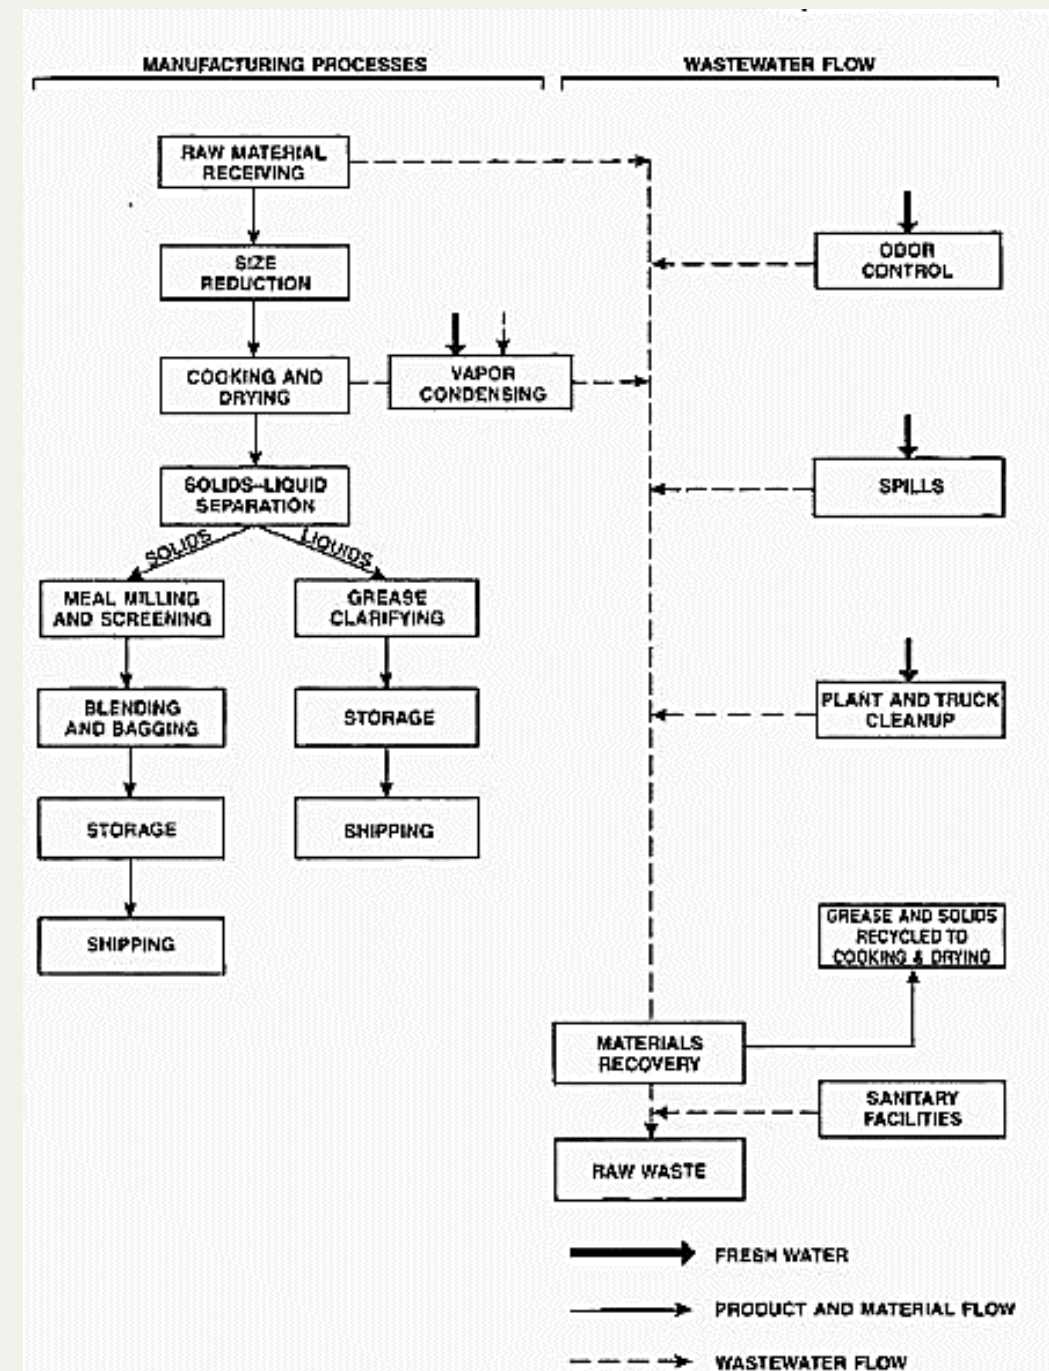 MANUFACTURING PROCESSES
WASTEWATER FLOW
RAW MATERIAL
RECEIVING
ODOR
CONTROL
SIZE
REDUCTION
COOKING AND
DRYING
VAPOR
CONDENSING
SPILLS
SOLIDS-LIQUID
SEPARATION
SOLIDS
LIQUIDS
MEAL MILLING
AND SCREENING
GREASE
CLARIFYING
BLENDING
AND BAGGING
STORAGE
PLANT AND TRUCK
CLEANUP
STORAGE
SHIPPING
SHIPPING
GREASE AND SOLIDS
RECYCLED TO
COOKING & DRYING
MATERIALS
RECOVERY
SANITARY
FACILITIES
RAW WASTE
FRESH WATER
PRODUCT AND MATERIAL FLOW
WASTEWATER FLOW